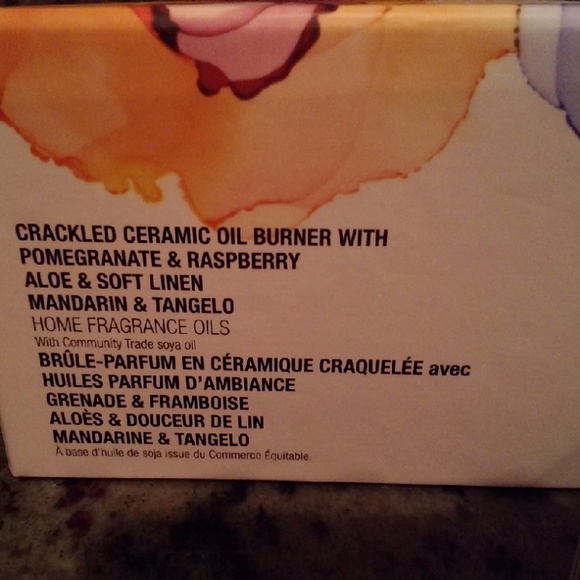 CRACKLED CERAMIC OIL BURNER WITH
POMEGRANATE & RASPBERRY
ALOE & SOFT LINEN
MANDARIN & TANGELO
HOME FRAGRANCE OILS
With Community Trade soya oil
BRÛLE-PARFUM EN CÉRAMIQUE CRAQUELÉE avec
HUILES PARFUM D'AMBIANCE
GRENADE & FRAMBOISE
ALOÈS & DOUCEUR DE LIN
MANDARINE & TANGELO
À base d'huile de soja issue du Commerce Équitable.